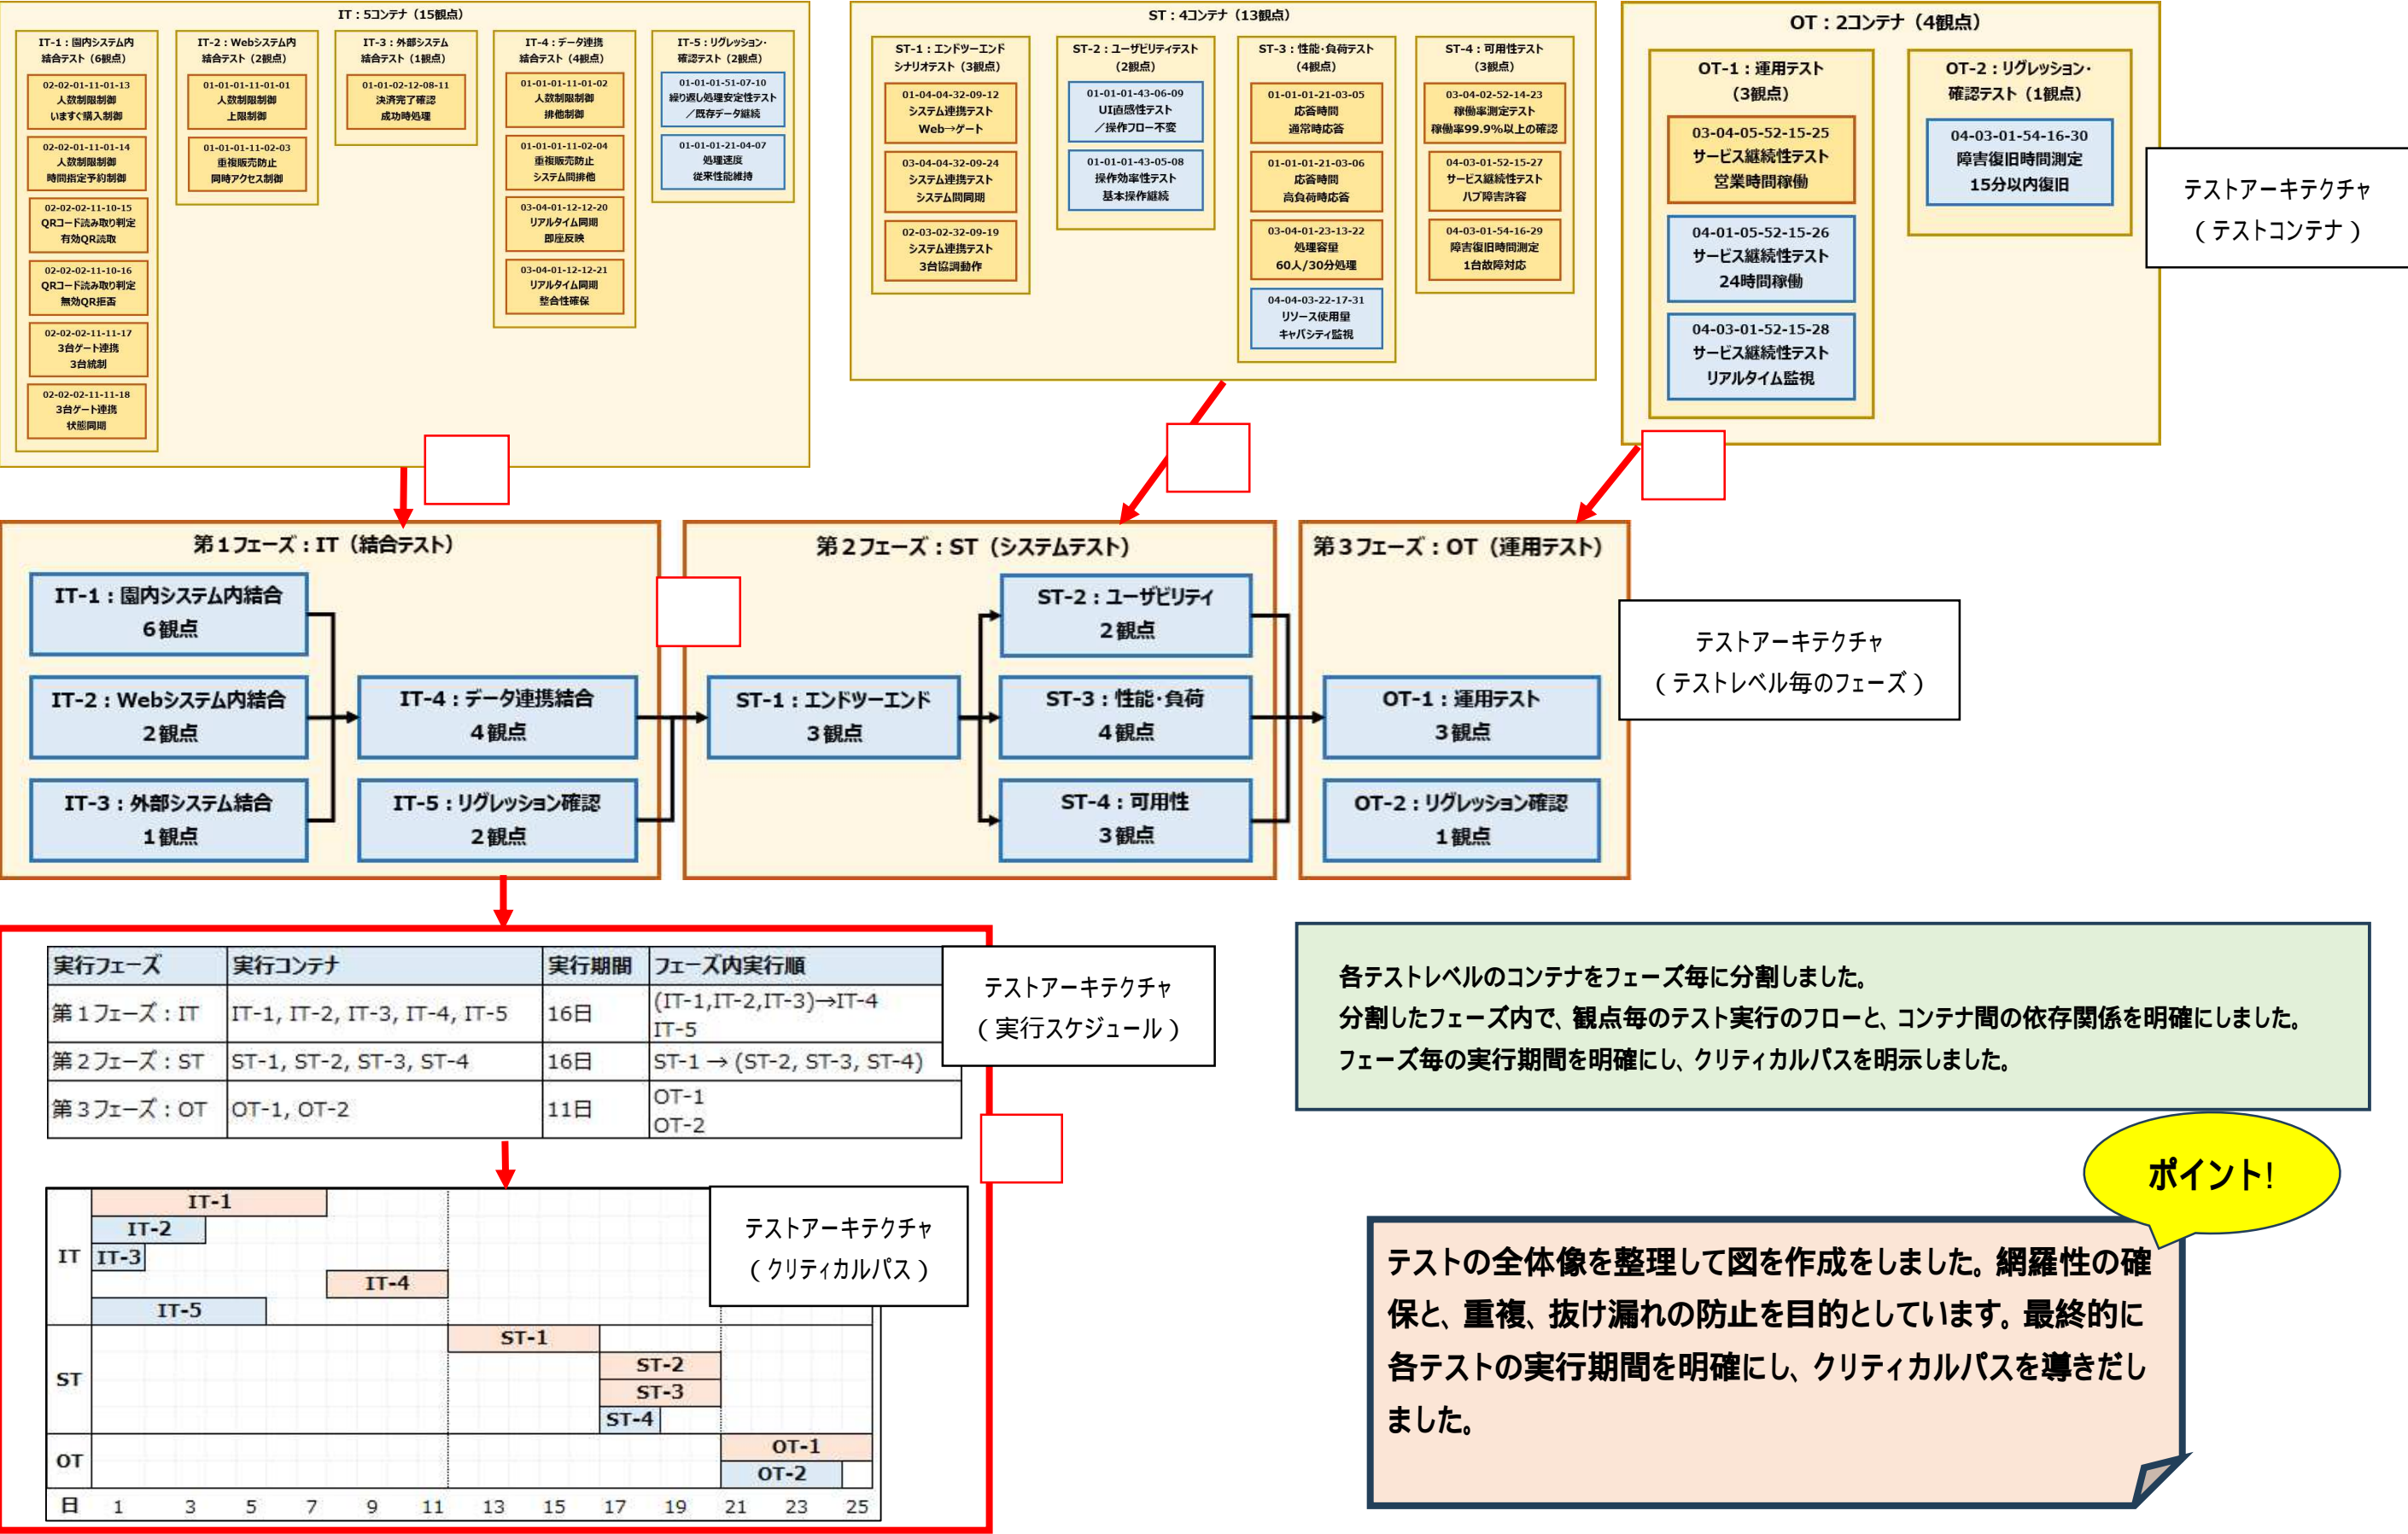 IT：5コンテナ（15観点）
IT-1：園内システム内
結合テスト（6観点）
02-02-01-11-01-13
人数制限制御
いますぐ購入制御
02-02-01-11-01-14
人数制限制御
時間指定予約制御
02-02-02-11-10-15
QRコード読み取り判定
有効QR読取
02-02-02-11-10-16
QRコード読み取り判定
無効QR拒否
02-02-02-11-11-17
3台ゲート連携
3台統制
02-02-02-11-11-18
3台ゲート連携
状態同期
IT-2：Webシステム内
結合テスト（2観点）
01-01-01-11-01-01
人数制限制御
上限制御
01-01-01-11-02-03
重複販売防止
同時アクセス制御
IT-3：外部システム
結合テスト（1観点）
01-01-02-12-08-11
決済完了確認
成功時処理
IT-4：データ連携
結合テスト（4観点）
01-01-01-11-01-02
人数制限制御
排他制御
01-01-01-11-02-04
重複販売防止
システム間排他
03-04-01-12-12-20
リアルタイム同期
即座反映
03-04-01-12-12-21
リアルタイム同期
整合性確保
IT-5：リグレッション・
確認テスト（2観点）
01-01-01-51-07-10
繰り返し処理安定性テスト
／既存データ継続
01-01-01-21-04-07
処理速度
従来性能維持
ST：4コンテナ（13観点）
ST-1：エンドツーエンド
シナリオテスト（3観点）
01-04-04-32-09-12
システム連携テスト
Web→ゲート
03-04-04-32-09-24
システム連携テスト
システム間同期
02-03-02-32-09-19
システム連携テスト
3台協調動作
ST-2：ユーザビリティテスト
（2観点）
01-01-01-43-06-09
UI直感性テスト
／操作フロー不変
01-01-01-43-05-08
操作効率性テスト
基本操作継続
ST-3：性能・負荷テスト
（4観点）
01-01-01-21-03-05
応答時間
通常時応答
01-01-01-21-03-06
応答時間
高負荷時応答
03-04-01-23-13-22
処理容量
60人/30分処理
04-04-03-22-17-31
リソース使用量
キャパシティ監視
ST-4：可用性テスト
（3観点）
03-04-02-52-14-23
稼働率測定テスト
稼働率99.9%以上の確認
04-03-01-52-15-27
サービス継続性テスト
ハブ障害許容
04-03-01-54-16-29
障害復旧時間測定
1台故障対応
OT：2コンテナ（4観点）
OT-1：運用テスト
（3観点）
03-04-05-52-15-25
サービス継続性テスト
営業時間稼働
04-01-05-52-15-26
サービス継続性テスト
24時間稼働
04-03-01-52-15-28
サービス継続性テスト
リアルタイム監視
OT-2：リグレッション・
確認テスト（1観点）
04-03-01-54-16-30
障害復旧時間測定
15分以内復旧
テストアーキテクチャ
（テストコンテナ）
第１フェーズ：IT（結合テスト）
IT-1：園内システム内結合
6観点
IT-2：Webシステム内結合
2観点
IT-3：外部システム結合
1観点
IT-4：データ連携結合
4観点
IT-5：リグレッション確認
2観点
第２フェーズ：ST（システムテスト）
ST-1：エンドツーエンド
3観点
ST-2：ユーザビリティ
2観点
ST-3：性能・負荷
4観点
ST-4：可用性
3観点
第３フェーズ：OT（運用テスト）
OT-1：運用テスト
3観点
OT-2：リグレッション確認
1観点
テストアーキテクチャ
（テストレベル毎のフェーズ）
実行フェーズ 実行コンテナ 実行期間 フェーズ内実行順
第１フェーズ：IT IT-1, IT-2, IT-3, IT-4, IT-5 16日 (IT-1,IT-2,IT-3)→IT-4
IT-5
第２フェーズ：ST ST-1, ST-2, ST-3, ST-4 16日 ST-1 → (ST-2, ST-3, ST-4)
第３フェーズ：OT OT-1, OT-2 11日 OT-1
OT-2
テストアーキテクチャ
（実行スケジュール）
IT
IT-1
IT-2
IT-3
IT-4
IT-5
ST
ST-1
ST-2
ST-3
ST-4
OT
OT-1
OT-2
日 1 3 5 7 9 11 13 15 17 19 21 23 25
テストアーキテクチャ
（クリティカルパス）
各テストレベルのコンテナをフェーズ毎に分割しました。
分割したフェーズ内で、観点毎のテスト実行のフローと、コンテナ間の依存関係を明確にしました。
フェーズ毎の実行期間を明確にし、クリティカルパスを明示しました。
ポイント!
テストの全体像を整理して図を作成をしました。網羅性の確
保と、重複、抜け漏れの防止を目的としています。最終的に
各テストの実行期間を明確にし、クリティカルパスを導きだし
ました。